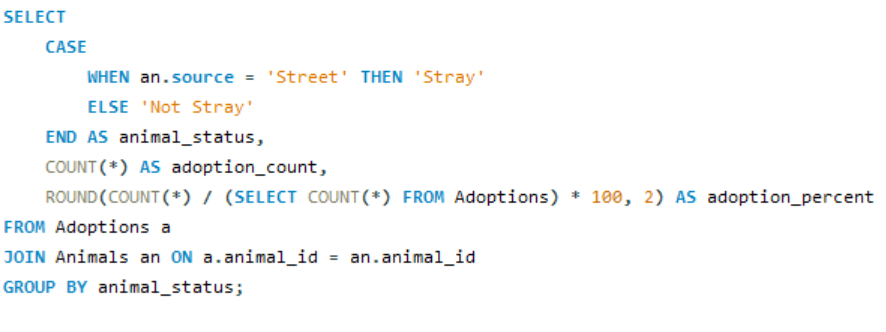 SELECT
    CASE
        WHEN an.source = 'Street' THEN 'Stray'
        ELSE 'Not Stray'
    END AS animal_status,
    COUNT(*) AS adoption_count,
    ROUND(COUNT(*) / (SELECT COUNT(*) FROM Adoptions) * 100, 2) AS adoption_percent
FROM Adoptions a
JOIN Animals an ON a.animal_id = an.animal_id
GROUP BY animal_status;